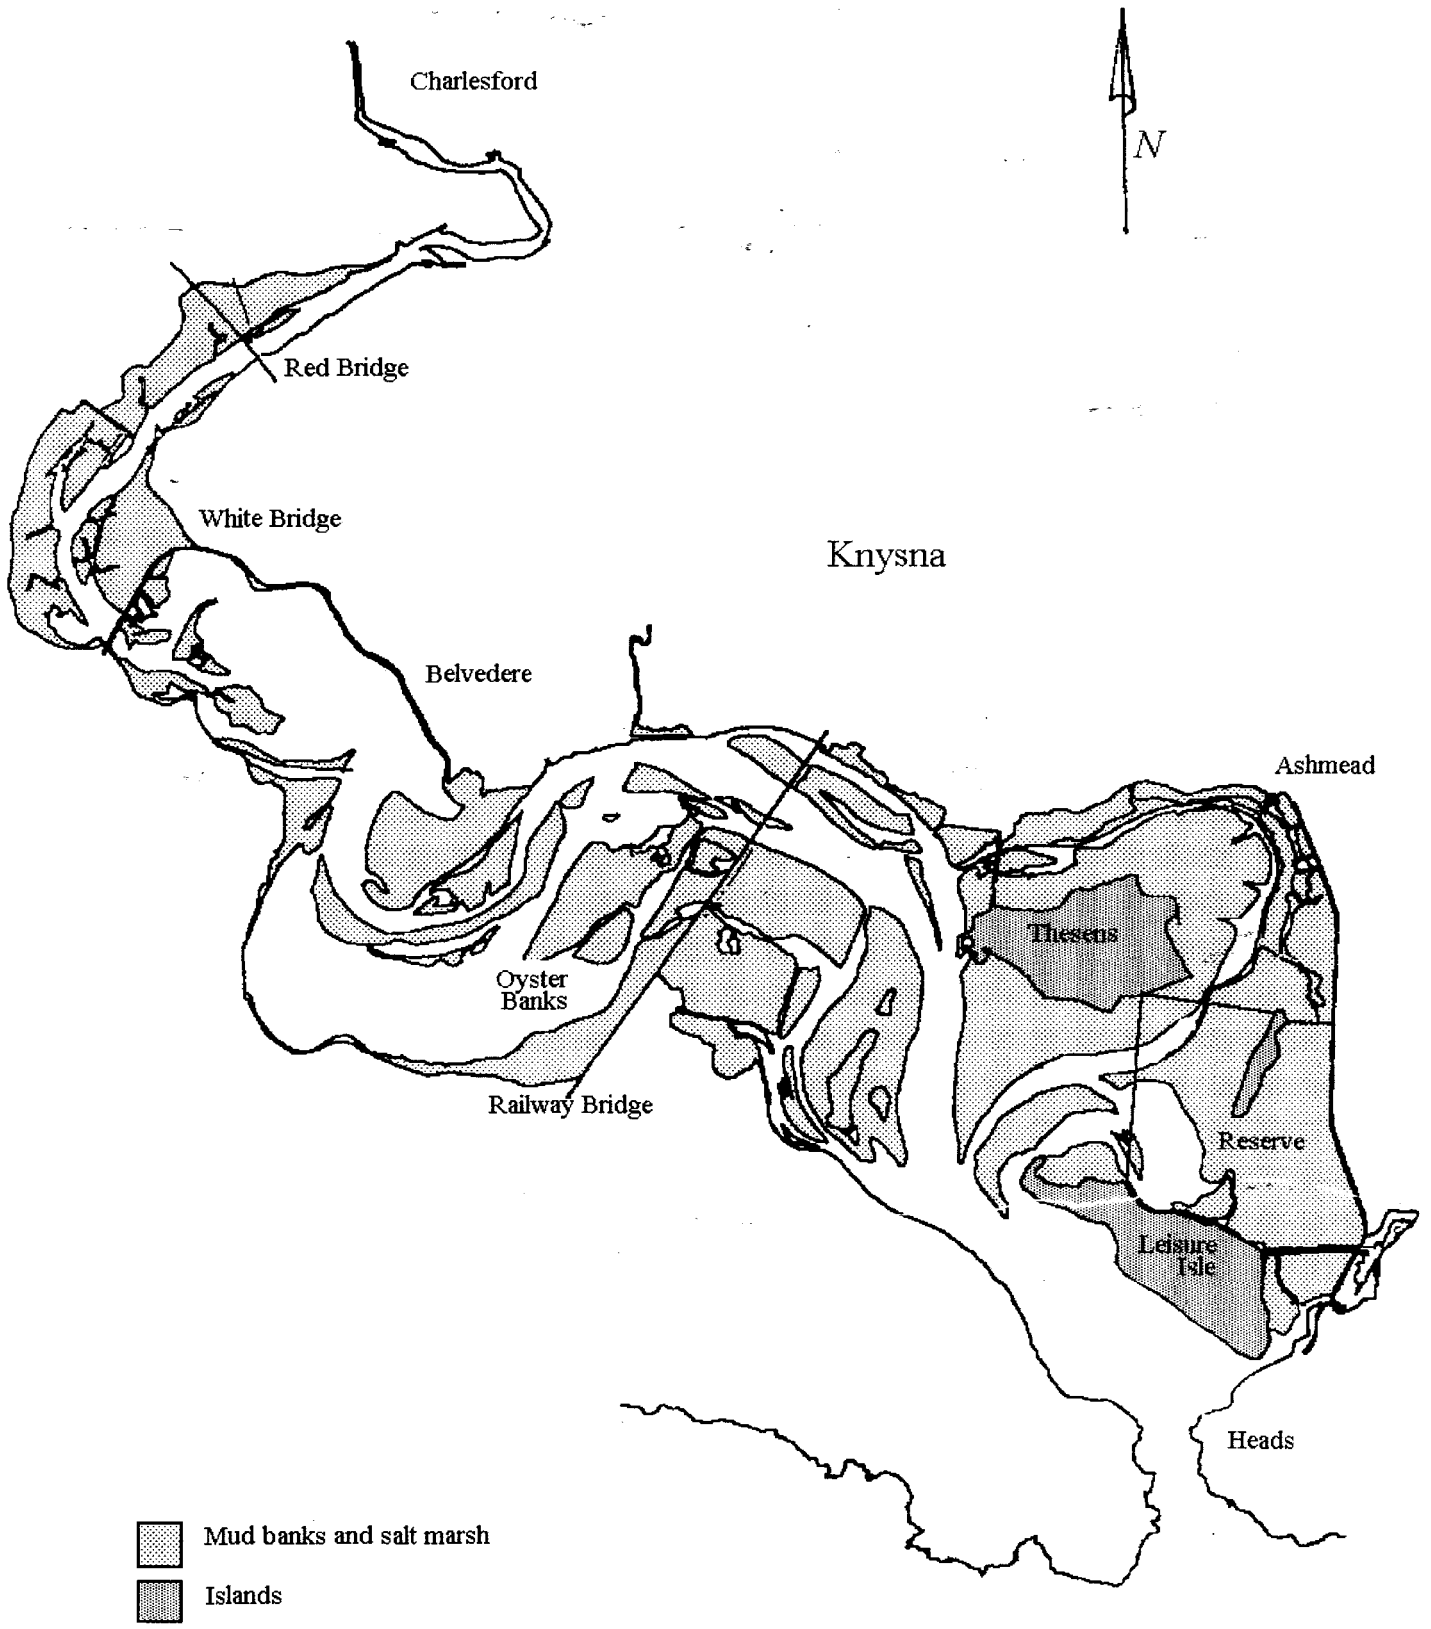 Charlesford
N
Red Bridge
White Bridge
Knysna
Belvedere
Ashmead
Thesens
Oyster
Banks
Railway Bridge
Reserve
Leisure
Isle
Heads
Mud banks and salt marsh
Islands